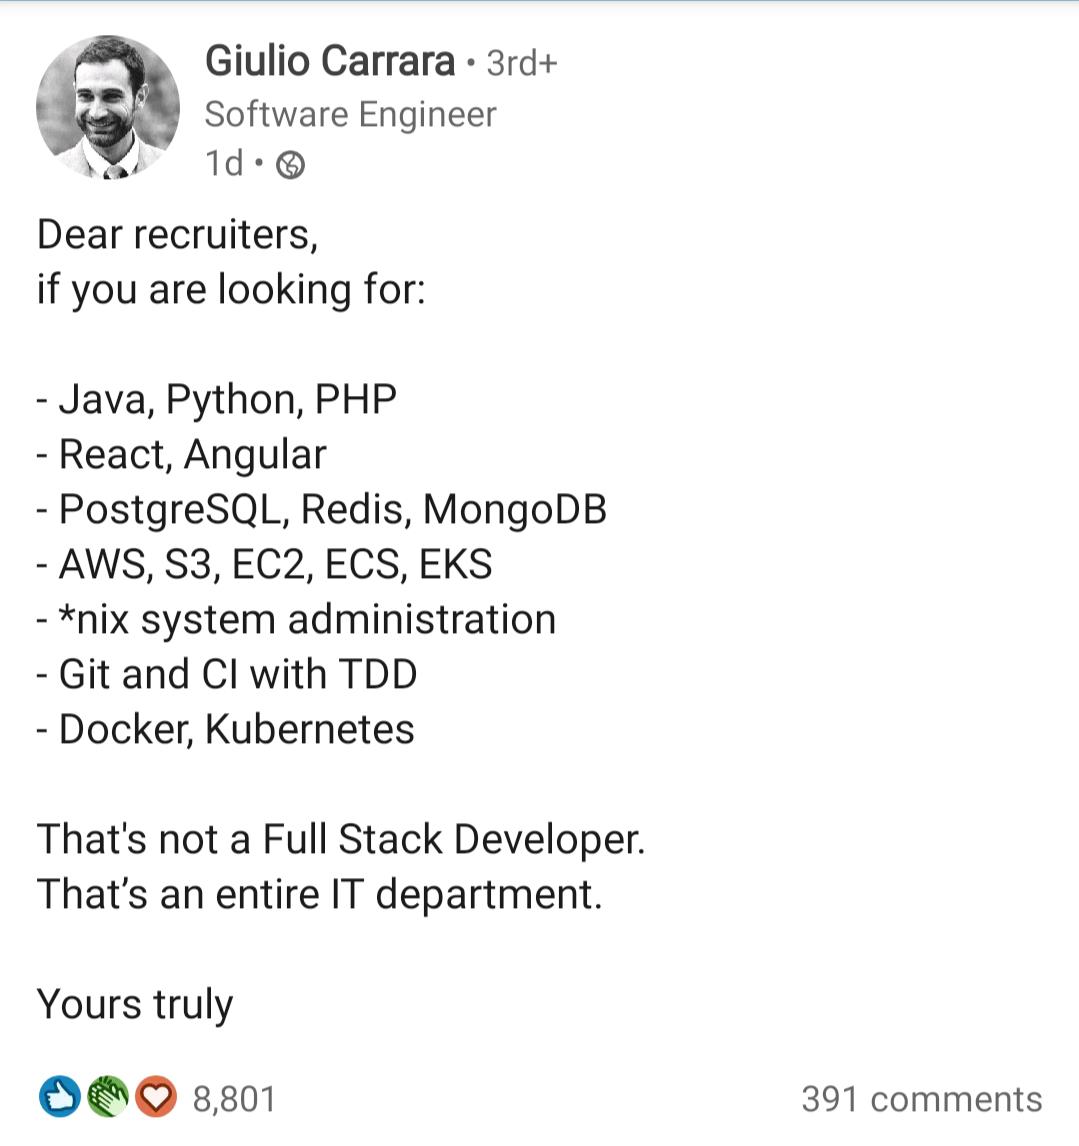 Giulio Carrara • 3rd+
Software Engineer
1d •
Dear recruiters,
if you are looking for:
- Java, Python, PHP
- React, Angular
- PostgreSQL, Redis, MongoDB
- AWS, S3, EC2, ECS, EKS
- *nix system administration
- Git and CI with TDD
- Docker, Kubernetes
That's not a Full Stack Developer.
That’s an entire IT department.
Yours truly
8,801 391 comments